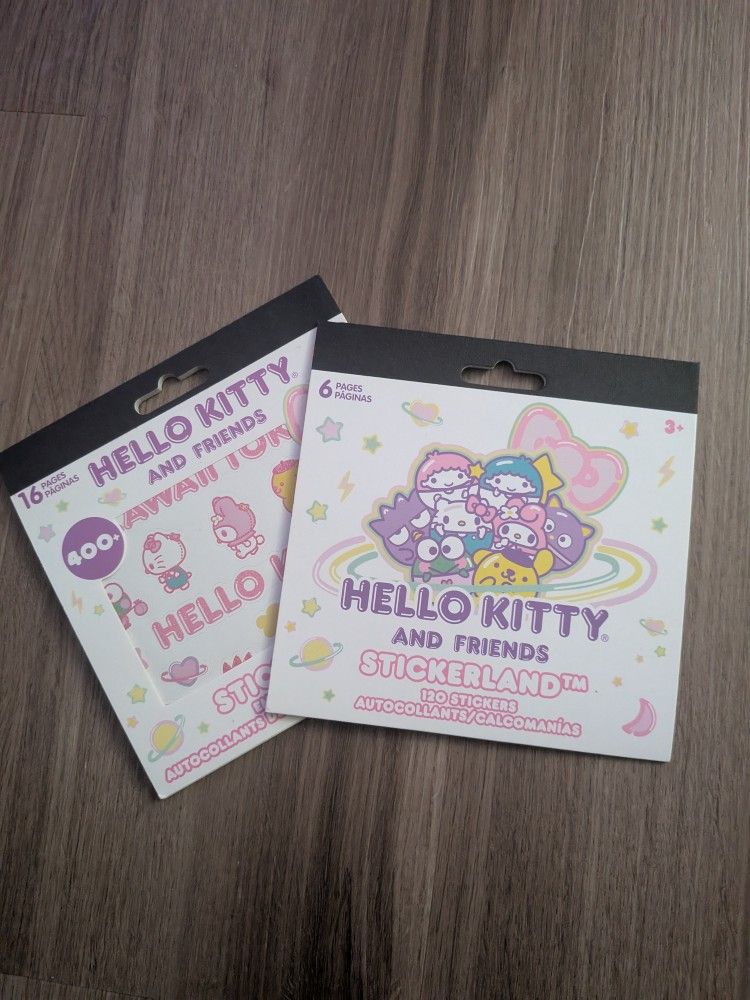 16 PAGES
PÁGINAS
HELLO KITTY®
AND FRIENDS
400+
HELLO
AUTOCOLLANTS
6 PAGES
PÁGINAS
3+
HELLO KITTY®
AND FRIENDS
STICKERLAND™
120 STICKERS
AUTOCOLLANTS/CALCOMANÍAS